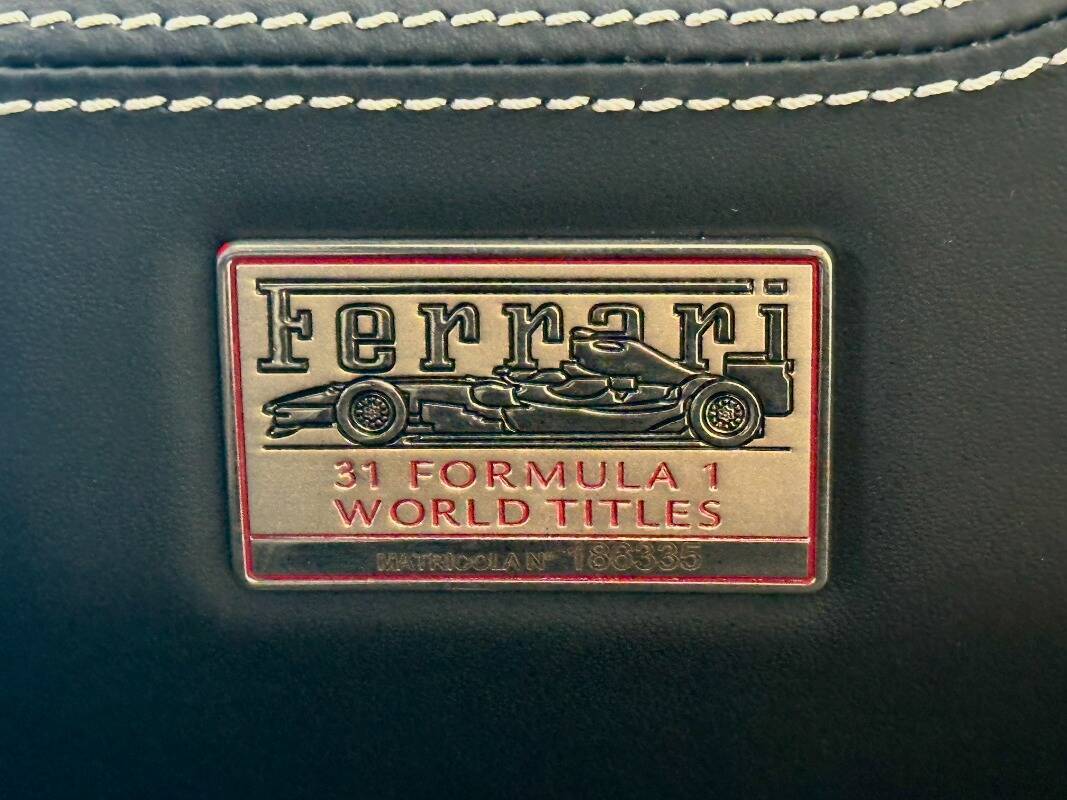 Ferrari
31 FORMULA 1
WORLD TITLES
MATRICOLA N° 186335